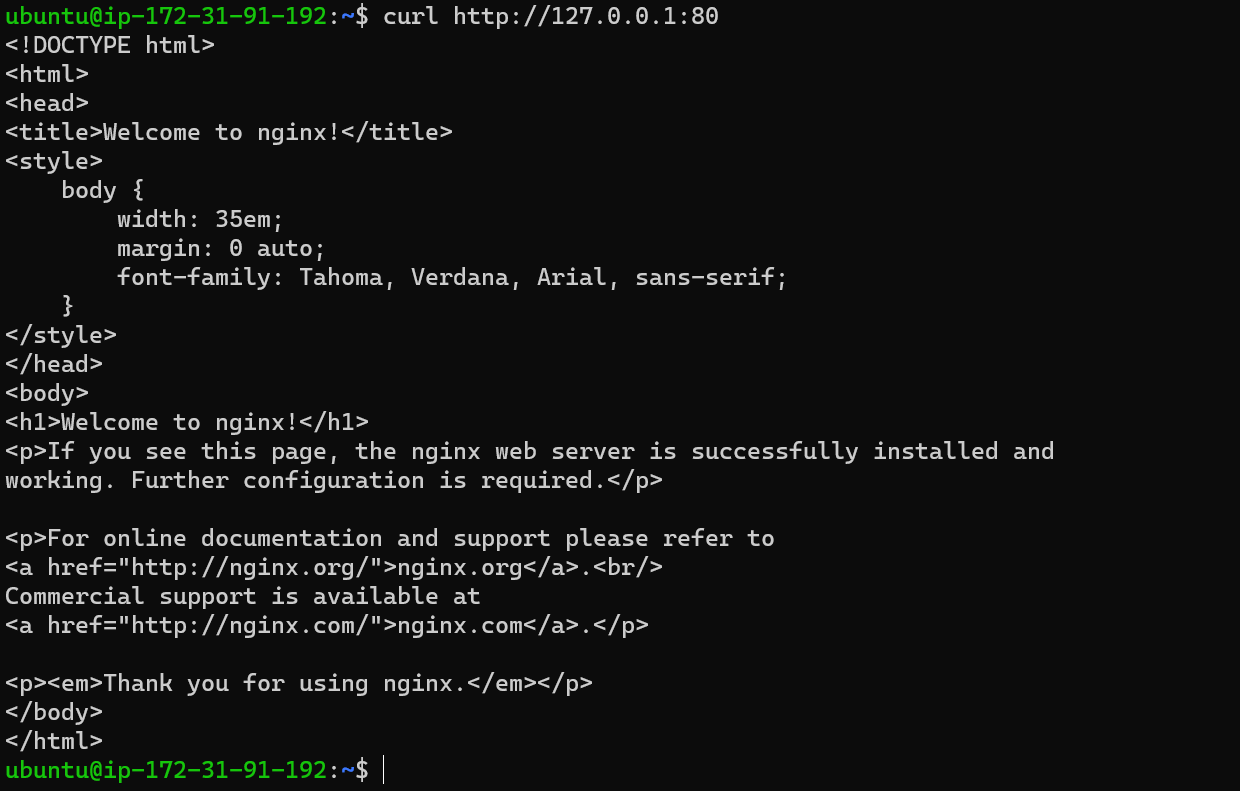 ubuntu@ip-172-31-91-192:~$ curl http://127.0.0.1:80
<!DOCTYPE html>
<html>
<head>
<title>Welcome to nginx!</title>
<style>
    body {
        width: 35em;
        margin: 0 auto;
        font-family: Tahoma, Verdana, Arial, sans-serif;
    }
</style>
</head>
<body>
<h1>Welcome to nginx!</h1>
<p>If you see this page, the nginx web server is successfully installed and
working. Further configuration is required.</p>

<p>For online documentation and support please refer to
<a href="http://nginx.org/">nginx.org</a>.<br/>
Commercial support is available at
<a href="http://nginx.com/">nginx.com</a>.</p>

<p><em>Thank you for using nginx.</em></p>
</body>
</html>
ubuntu@ip-172-31-91-192:~$